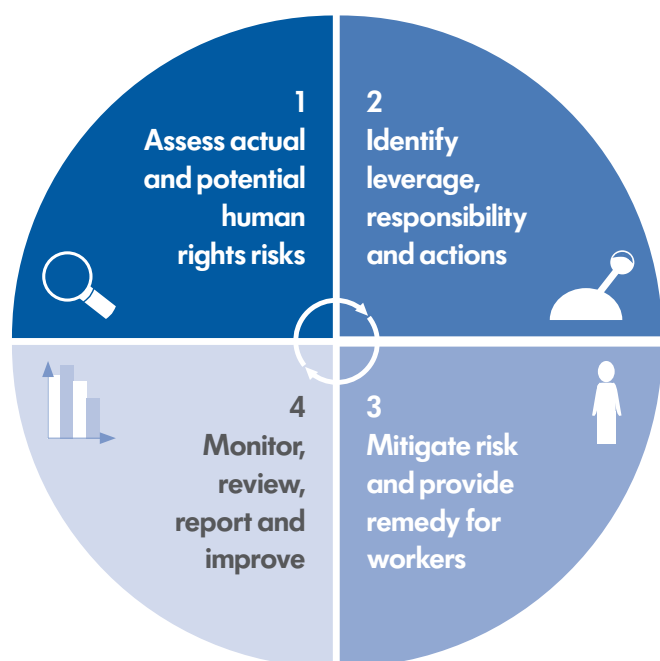 1
Assess actual
and potential
human
rights risks
2
Identify
leverage,
responsibility
and actions
3
Mitigate risk
and provide
remedy for
workers
4
Monitor,
review,
report and
improve